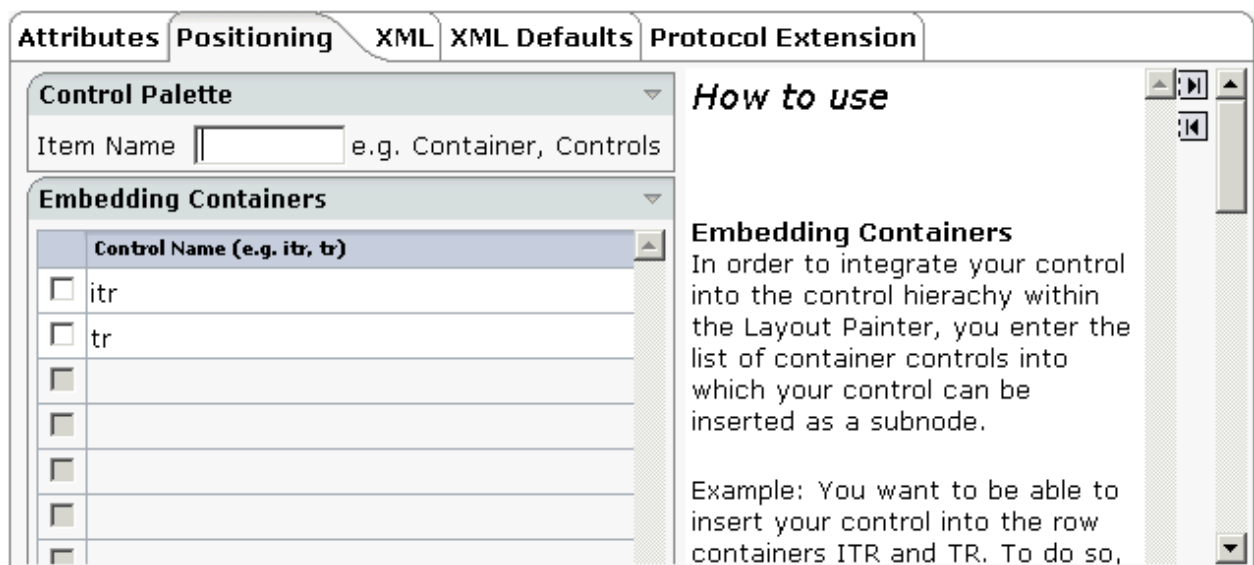 Attributes Positioning XML XML Defaults Protocol Extension
Control Palette
Item Name e.g. Container, Controls
Embedding Containers
Control Name (e.g. itr, tr)
itr
tr
How to use
Embedding Containers
In order to integrate your control
into the control hierachy within
the Layout Painter, you enter the
list of container controls into
which your control can be
inserted as a subnode.
Example: You want to be able to
insert your control into the row
containers ITR and TR. To do so,